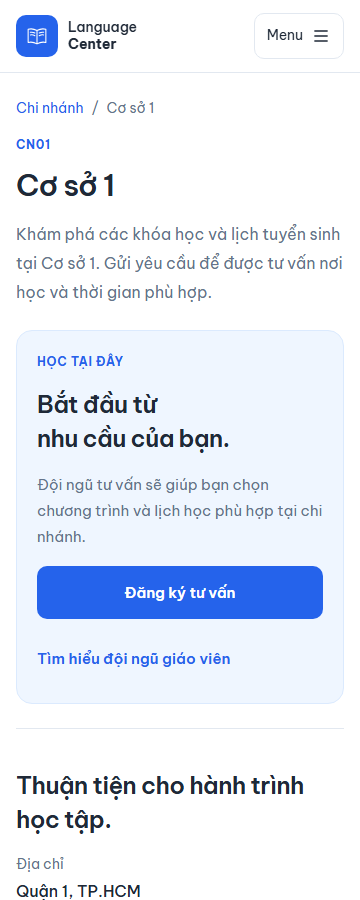 Language
Center
Menu
Chi nhánh / Cơ sở 1
CN01
Cơ sở 1
Khám phá các khóa học và lịch tuyển sinh
tại Cơ sở 1. Gửi yêu cầu để được tư vấn nơi
học và thời gian phù hợp.
HỌC TẠI ĐÂY
Bắt đầu từ
nhu cầu của bạn.
Đội ngũ tư vấn sẽ giúp bạn chọn
chương trình và lịch học phù hợp tại chi
nhánh.
Đăng ký tư vấn
Tìm hiểu đội ngũ giáo viên
Thuận tiện cho hành trình
học tập.
Địa chỉ
Quận 1, TP.HCM